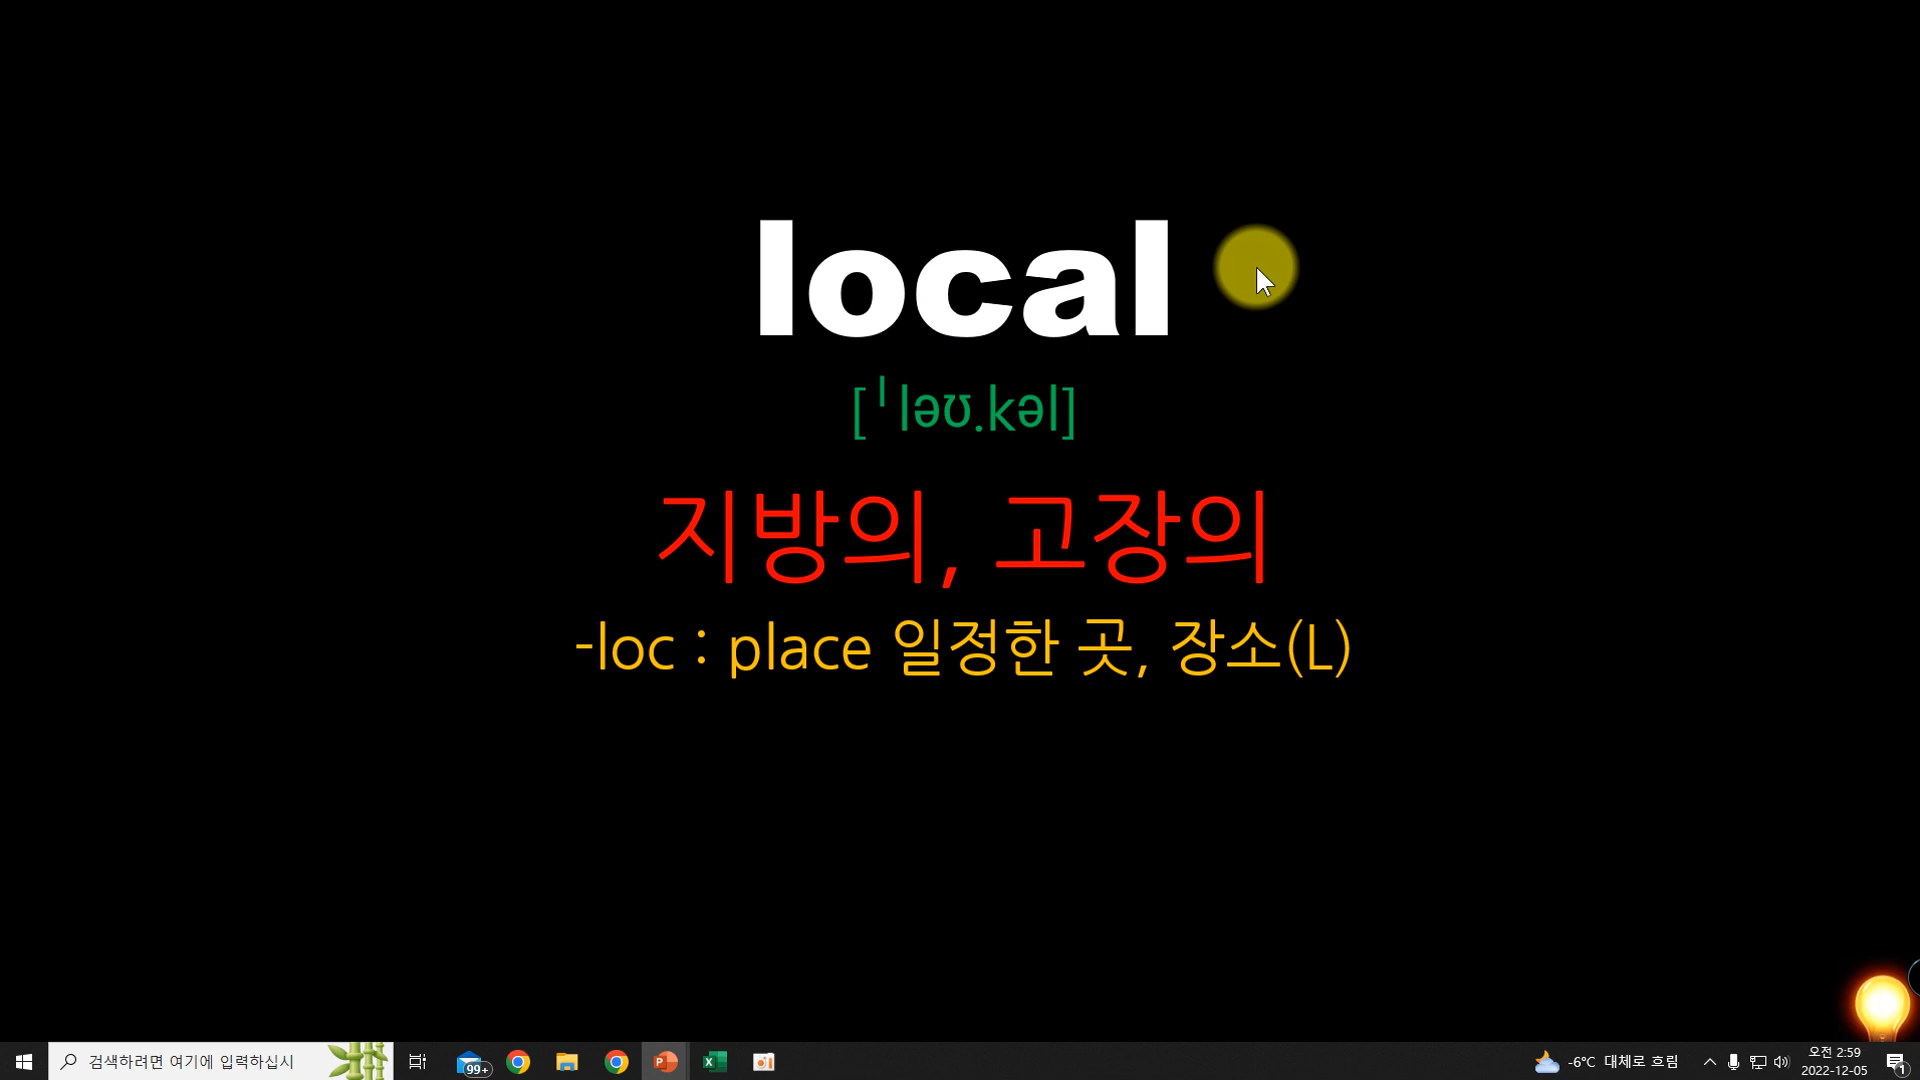 local
[ˈləʊ.kəl]
지방의, 고장의
-loc : place 일정한 곳, 장소(L)
검색하려면 여기에 입력하십시
99+
-6°C 대체로 흐림
오전 2:59
2022-12-05
1